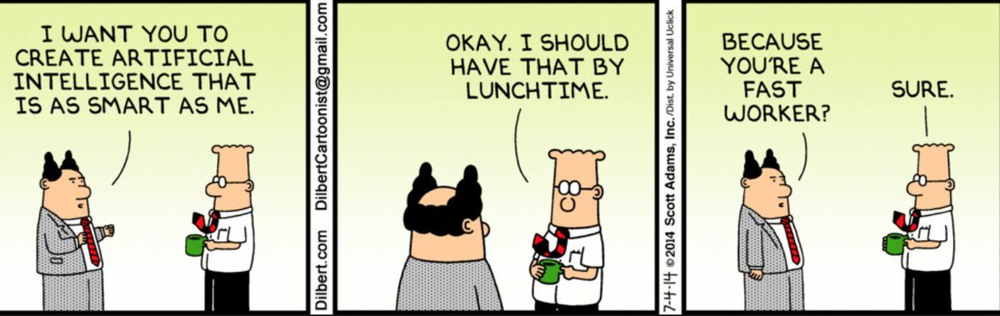 I WANT YOU TO
CREATE ARTIFICIAL
INTELLIGENCE THAT
IS AS SMART AS ME.
Dilbert.com DilbertCartoonist@gmail.com
OKAY. I SHOULD
HAVE THAT BY
LUNCHTIME.
7-4-14 ©2014 Scott Adams, Inc. /Dist. by Universal Uclick
BECAUSE
YOU'RE A
FAST
WORKER?
SURE.